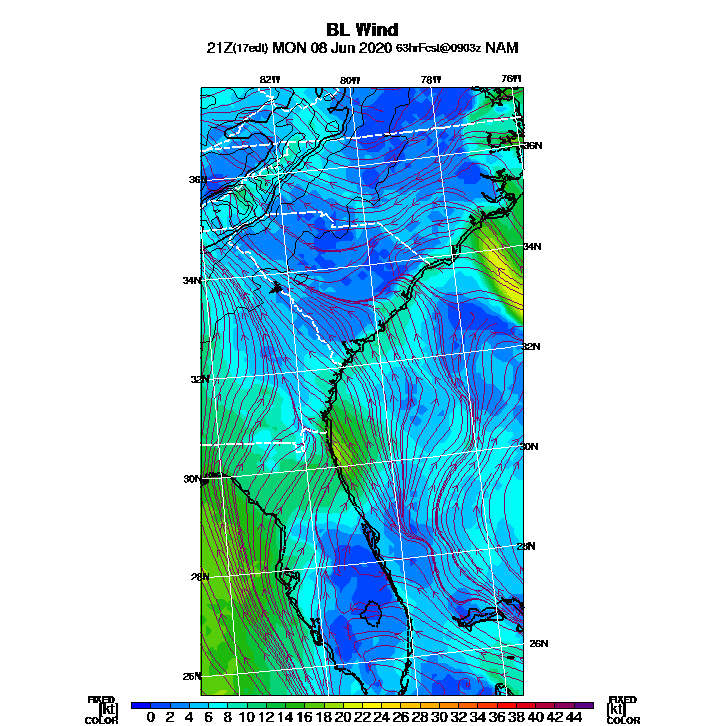 BL Wind
21Z(17edt) MON 08 Jun 2020 63hrFcst@0903z NAM
82W 80W 78W 76W
36N
36N
34N
34N
32N
32N
30N
30N
28N
28N
26N
26N
FIXED FIXED
[kt] [kt]
COLOR COLOR
0 2 4 6 8 10 12 14 16 18 20 22 24 26 28 30 32 34 36 38 40 42 44